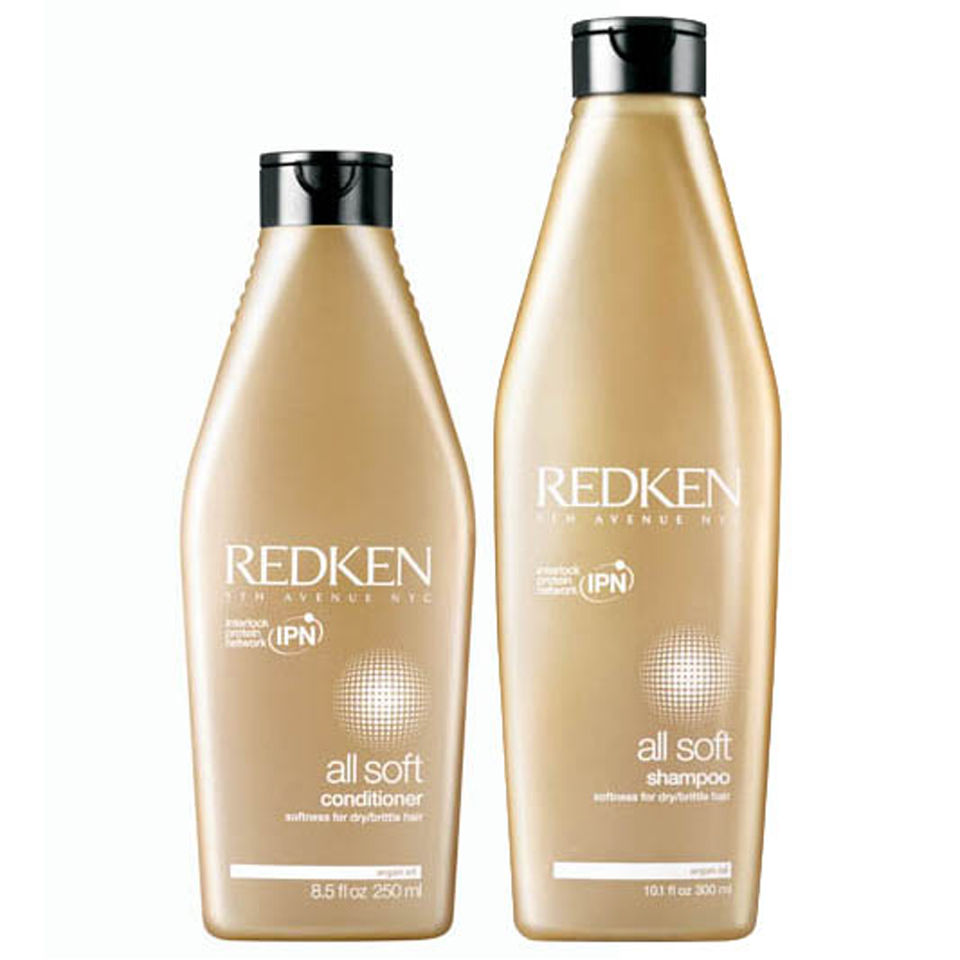 REDKEN
5TH AVENUE NYC
interlock
protein
network
IPN
all soft
conditioner
softness for dry/brittle hair
argan oil
8.5 fl oz 250 ml
REDKEN
5TH AVENUE NYC
interlock
protein
network
IPN
all soft
shampoo
softness for dry/brittle hair
argan oil
10.1 fl oz 300 ml